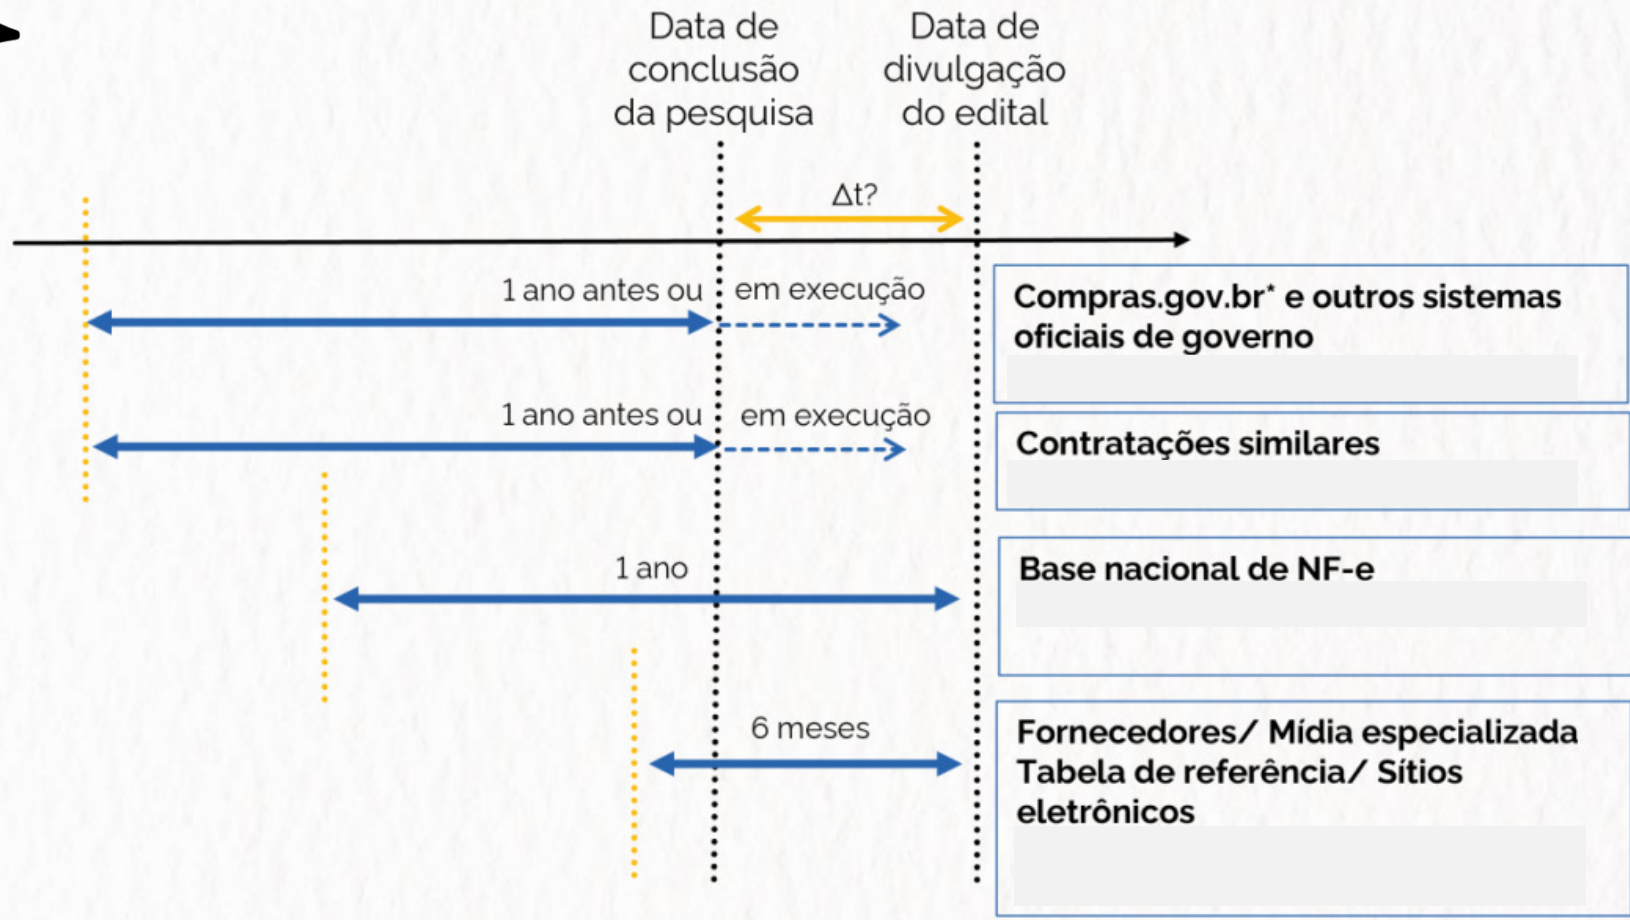 Data de
conclusão
da pesquisa
Data de
divulgação
do edital
Δt?
1 ano antes ou
em execução
Compras.gov.br* e outros sistemas
oficiais de governo
1 ano antes ou
em execução
Contratações similares
1 ano
Base nacional de NF-e
6 meses
Fornecedores/ Mídia especializada
Tabela de referência/ Sítios
eletrônicos